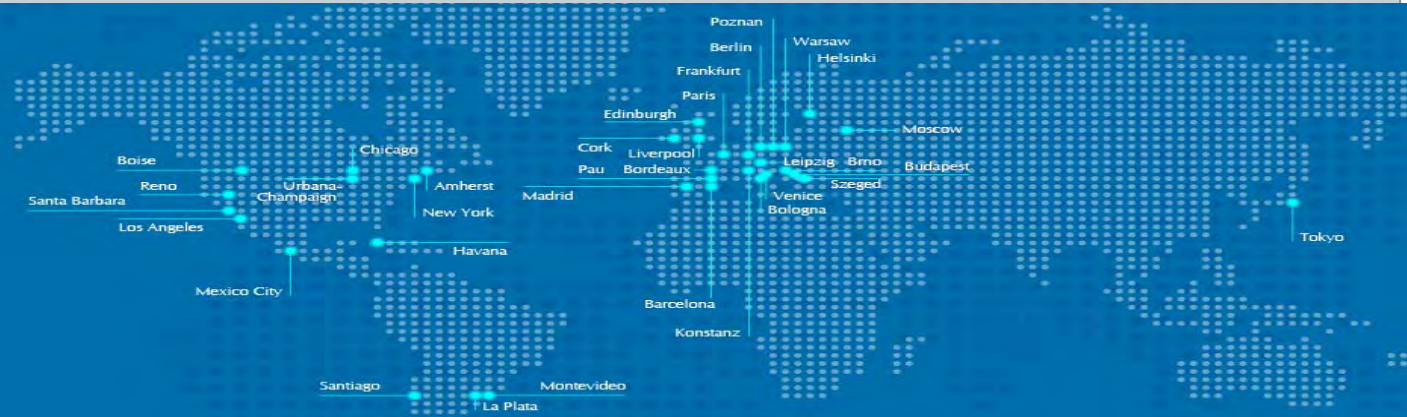 Poznan
Berlin
Warsaw
Helsinki
Frankfurt
Paris
Edinburgh
Moscow
Cork
Liverpool
Chicago
Boise
Pau
Bordeaux
Leipzig
Brno
Budapest
Reno
Urbana-
Champaign
Amherst
Szeged
Madrid
Venice
Santa Barbara
New York
Bologna
Los Angeles
Tokyo
Havana
Mexico City
Barcelona
Konstanz
Santiago
Montevideo
La Plata